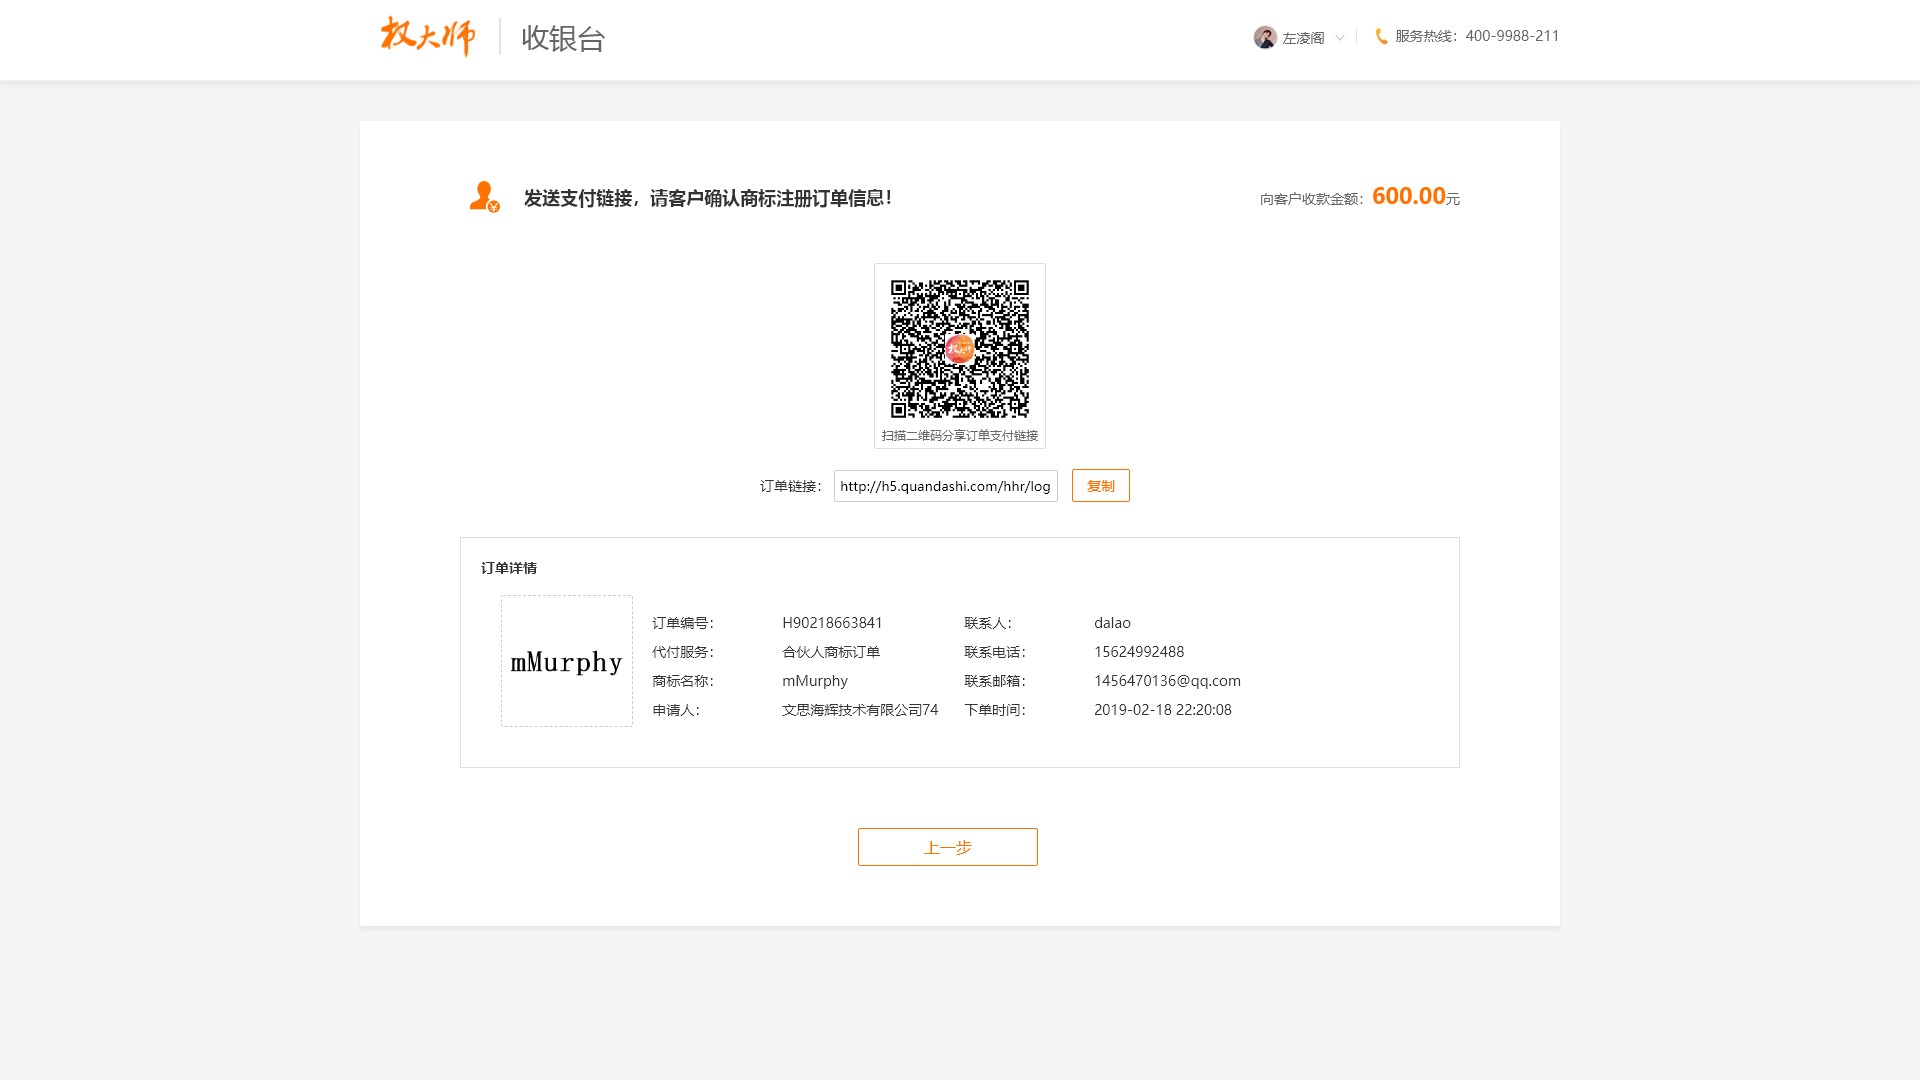 权大师 收银台 左凌阁 服务热线：400-9988-211
发送支付链接，请客户确认商标注册订单信息！ 向客户收款金额：600.00元
权大师
扫描二维码分享订单支付链接
订单链接： http://h5.quandashi.com/hhr/log 复制
订单详情
mMurphy
订单编号： H90218663841 联系人： dalao
代付服务： 合伙人商标订单 联系电话： 15624992488
商标名称： mMurphy 联系邮箱： 1456470136@qq.com
申请人： 文思海辉技术有限公司74 下单时间： 2019-02-18 22:20:08
上一步